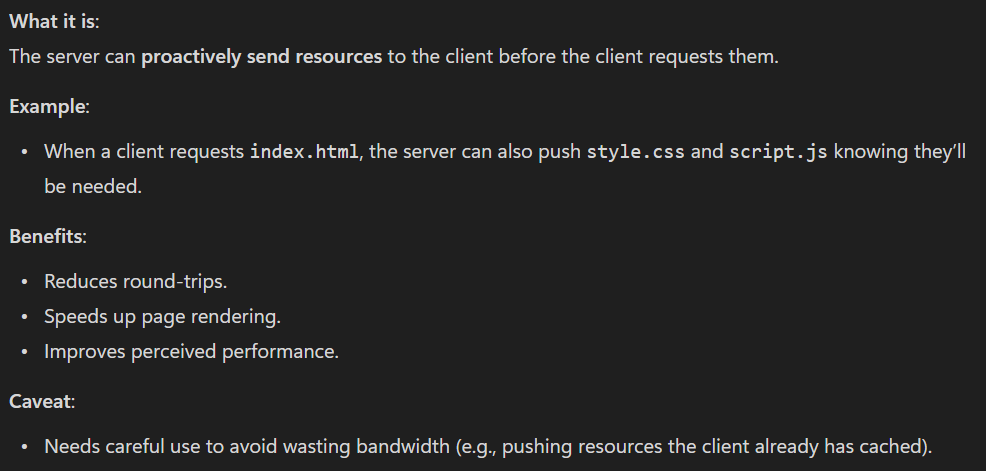 What it is:
The server can proactively send resources to the client before the client requests them.
Example:
• When a client requests index.html, the server can also push style.css and script.js knowing they’ll
be needed.
Benefits:
• Reduces round-trips.
• Speeds up page rendering.
• Improves perceived performance.
Caveat:
• Needs careful use to avoid wasting bandwidth (e.g., pushing resources the client already has cached).